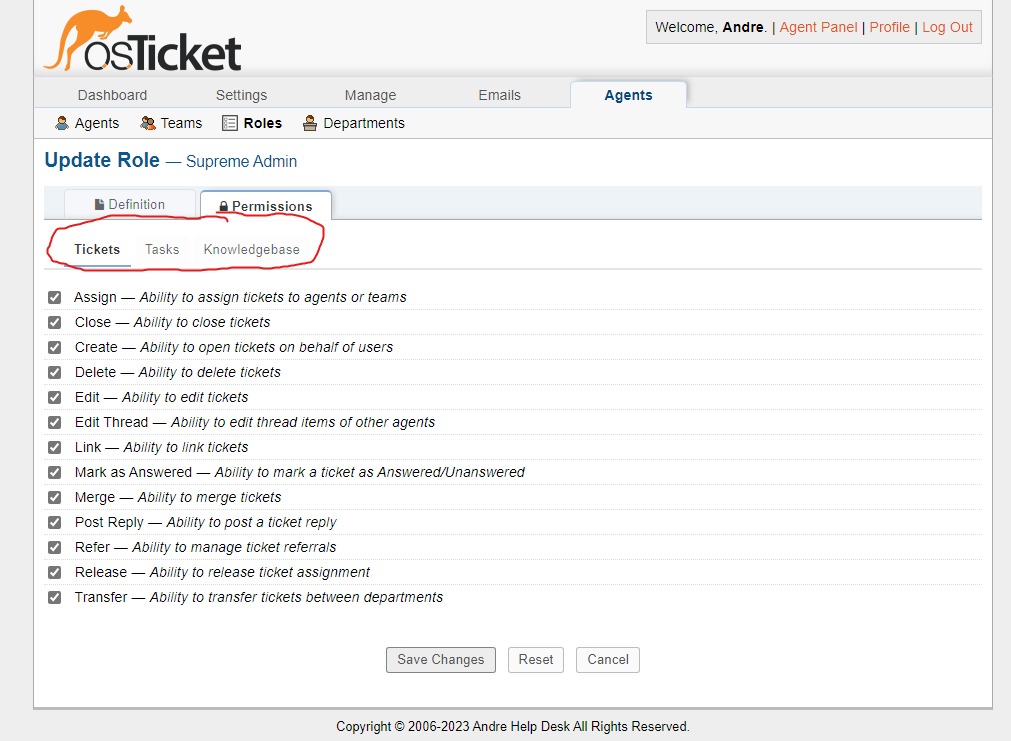 osTicket
Welcome, Andre. | Agent Panel | Profile | Log Out
Dashboard Settings Manage Emails Agents
Agents Teams Roles Departments
Update Role — Supreme Admin
Definition Permissions
Tickets Tasks Knowledgebase
Assign — Ability to assign tickets to agents or teams
Close — Ability to close tickets
Create — Ability to open tickets on behalf of users
Delete — Ability to delete tickets
Edit — Ability to edit tickets
Edit Thread — Ability to edit thread items of other agents
Link — Ability to link tickets
Mark as Answered — Ability to mark a ticket as Answered/Unanswered
Merge — Ability to merge tickets
Post Reply — Ability to post a ticket reply
Refer — Ability to manage ticket referrals
Release — Ability to release ticket assignment
Transfer — Ability to transfer tickets between departments
Save Changes Reset Cancel
Copyright © 2006-2023 Andre Help Desk All Rights Reserved.